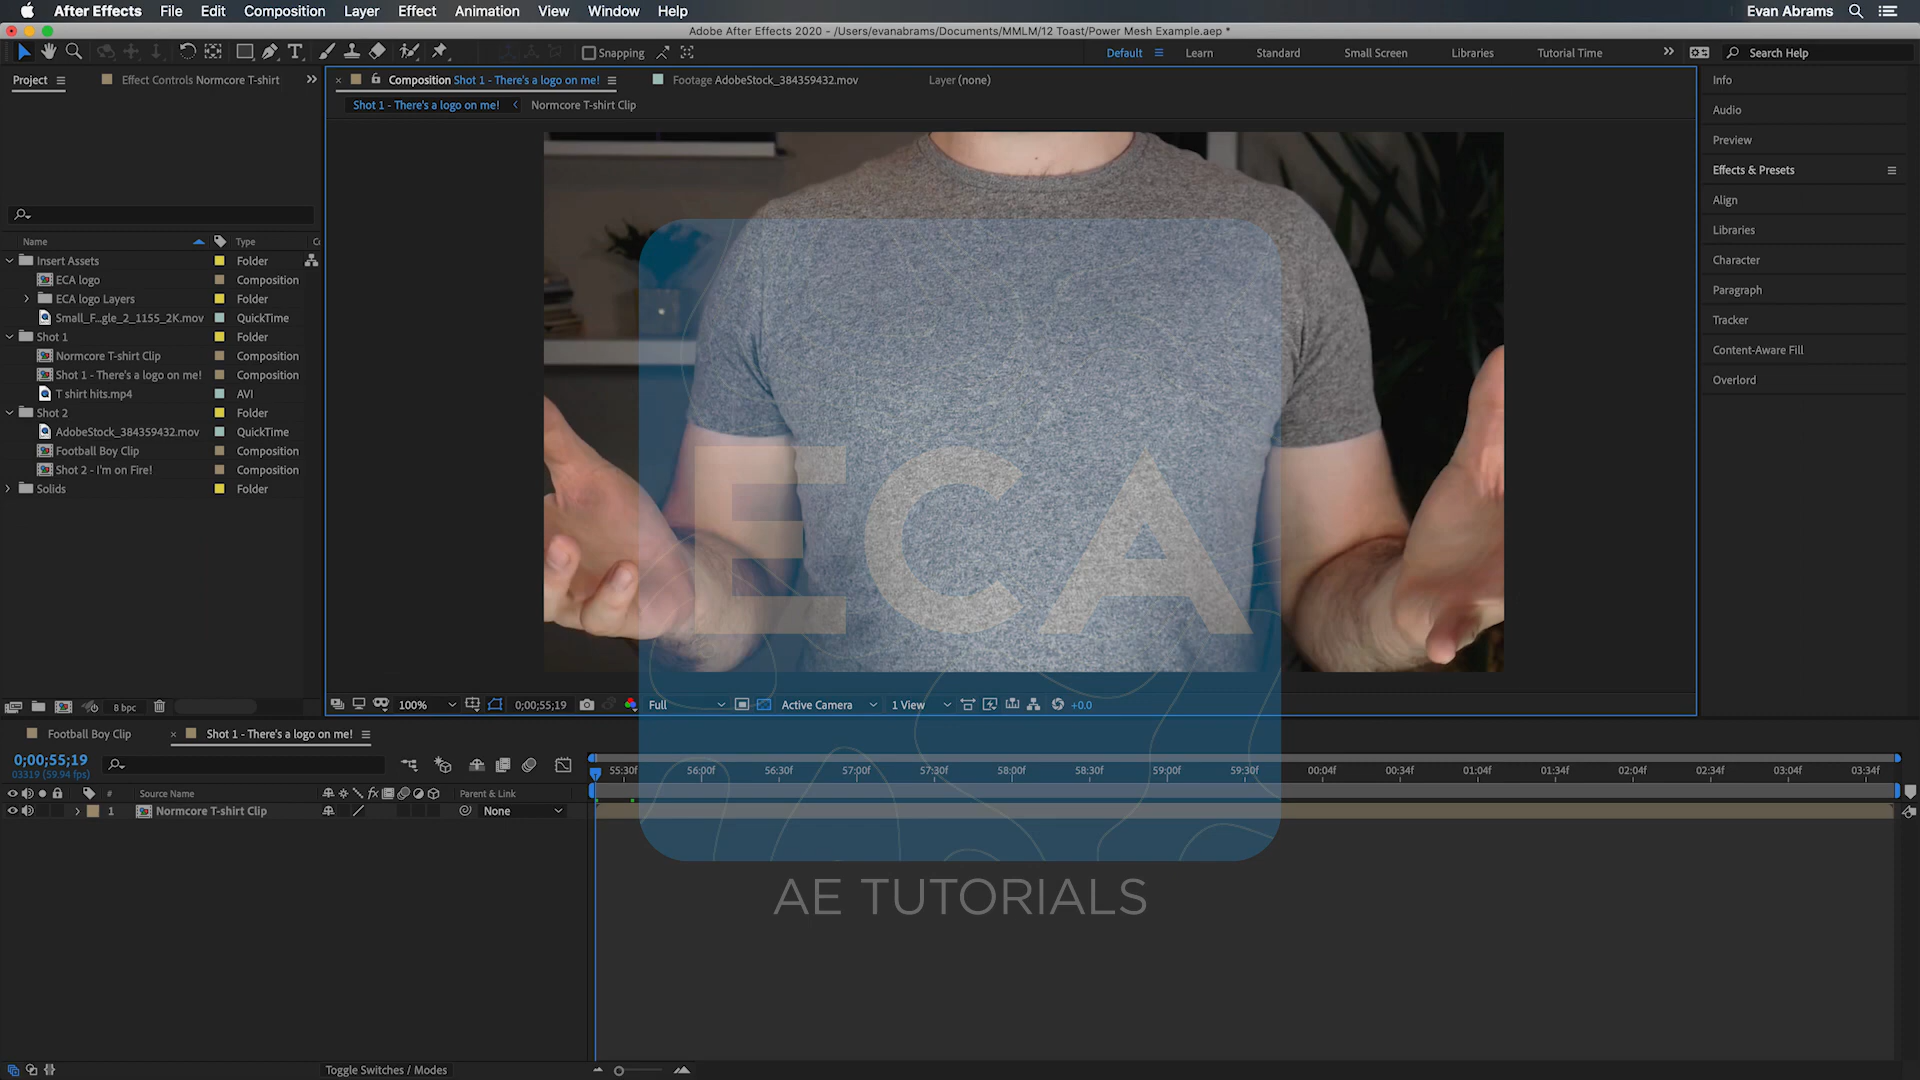 After Effects File Edit Composition Layer Effect Animation View Window Help Evan Abrams
Adobe After Effects 2020 - /Users/evanabrams/Documents/MMLM/12 Toast/Power Mesh Example.aep *
Snapping Default Learn Standard Small Screen Libraries Tutorial Time Search Help
Project Effect Controls Normcore T-shirt
Composition Shot 1 - There's a logo on me! Footage AdobeStock_384359432.mov Layer (none)
Shot 1 - There's a logo on me! Normcore T-shirt Clip
Info
Audio
Preview
Effects & Presets
Align
Libraries
Character
Paragraph
Tracker
Content-Aware Fill
Overlord
Name Type
Insert Assets Folder
ECA logo Composition
ECA logo Layers Folder
Small_F...gle_2_1155_2K.mov QuickTime
Shot 1 Folder
Normcore T-shirt Clip Composition
Shot 1 - There's a logo on me! Composition
T shirt hits.mp4 AVI
Shot 2 Folder
AdobeStock_384359432.mov QuickTime
Football Boy Clip Composition
Shot 2 - I'm on Fire! Composition
Solids Folder
ECA
8 bpc
100% 0;00;55;19 Full Active Camera 1 View +0.0
Football Boy Clip Shot 1 - There's a logo on me!
0;00;55;19
03319 (59.94 fps)
55:30f 56:00f 56:30f 57:00f 57:30f 58:00f 58:30f 59:00f 59:30f 00:04f 00:34f 01:04f 01:34f 02:04f 02:34f 03:04f 03:34f
# Source Name Parent & Link
1 Normcore T-shirt Clip None
AE TUTORIALS
Toggle Switches / Modes